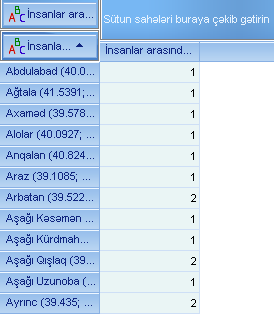 İnsanlar ara...
Sütun sahələri buraya çəkib gətirin
İnsanla...
İnsanlar arasınd...
Abdulabad (40.0... 1
Ağtala (41.5391;... 1
Axaməd (39.578... 1
Alolar (40.0927; ... 1
Anqalan (40.824... 1
Araz (39.1085; ... 1
Arbatan (39.522... 2
Aşağı Kəsəmən ... 1
Aşağı Kürdmah... 1
Aşağı Qışlaq (39... 2
Aşağı Uzunoba (... 1
Ayrınc (39.435; ... 2